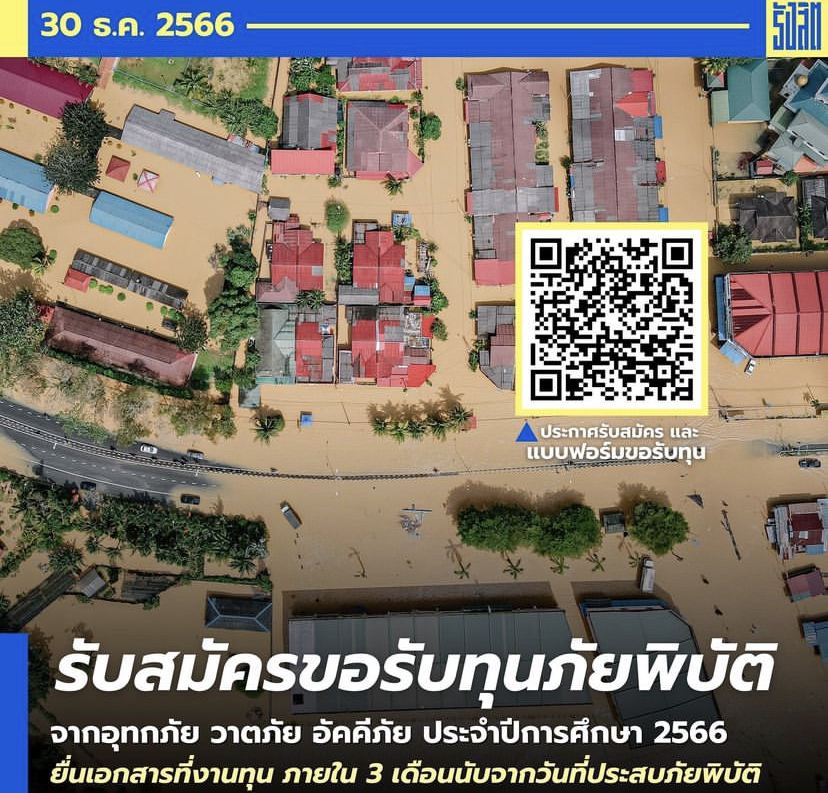 30 ธ.ค. 2566
รังสิต
ประกาศรับสมัคร และ
แบบฟอร์มขอรับทุน
รับสมัครขอรับทุนภัยพิบัติ
จากอุทกภัย วาตภัย อัคคีภัย ประจำปีการศึกษา 2566
ยื่นเอกสารที่งานทุน ภายใน 3 เดือนนับจากวันที่ประสบภัยพิบัติ